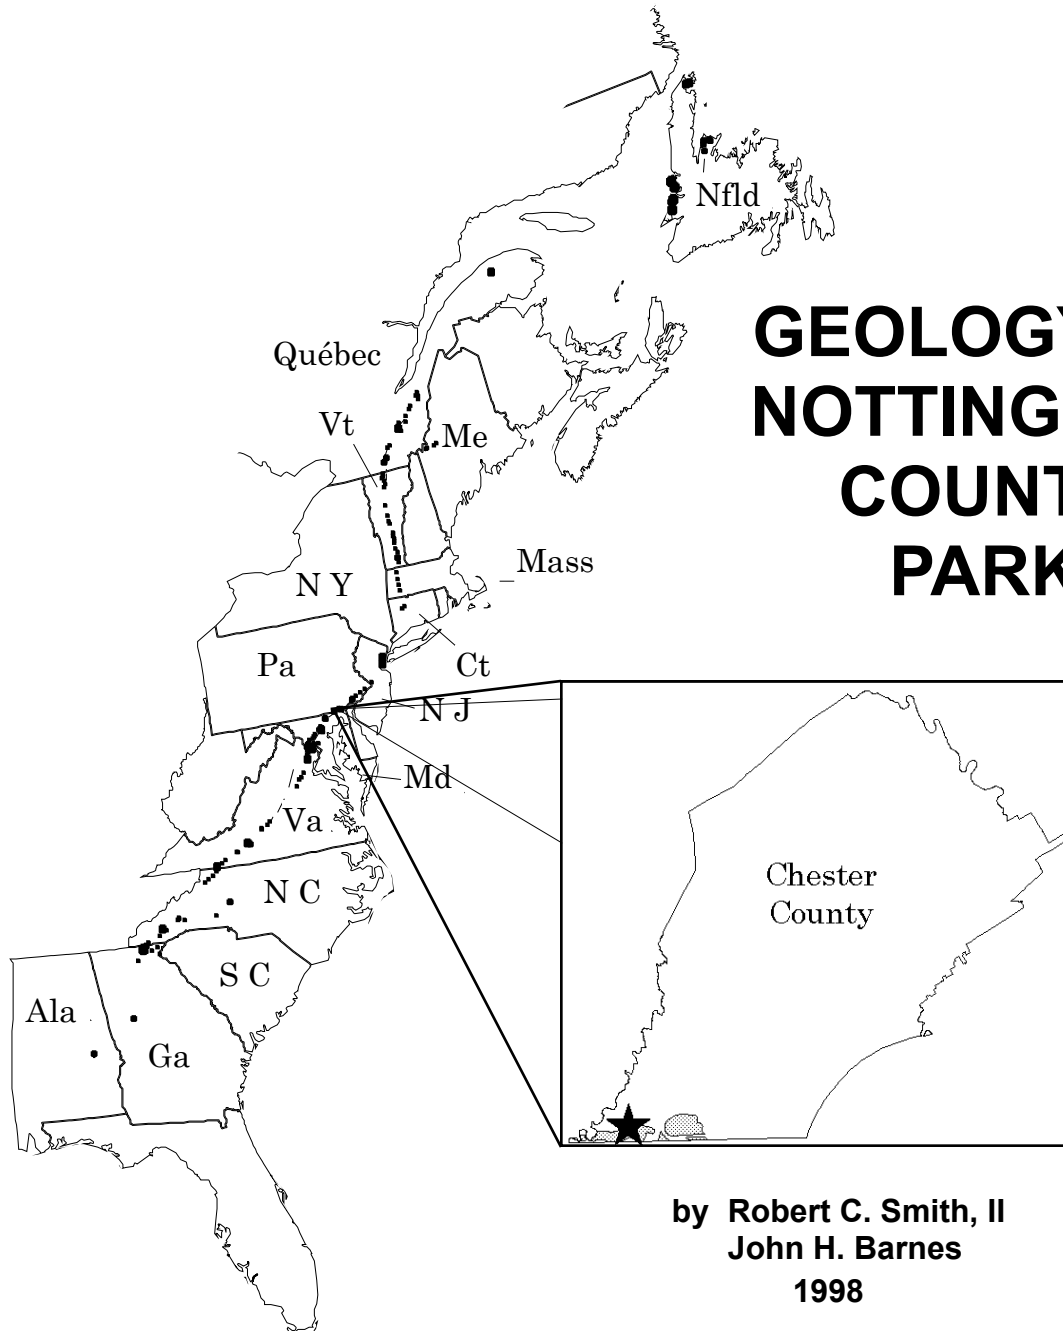 Nfld
GEOLOGY
NOTTING
COUNT
PARK
Québec
Vt
Me
Mass
N Y
Pa
Ct
N J
Md
Va
N C
Chester
County
S C
Ala
Ga
by Robert C. Smith, II
John H. Barnes
1998